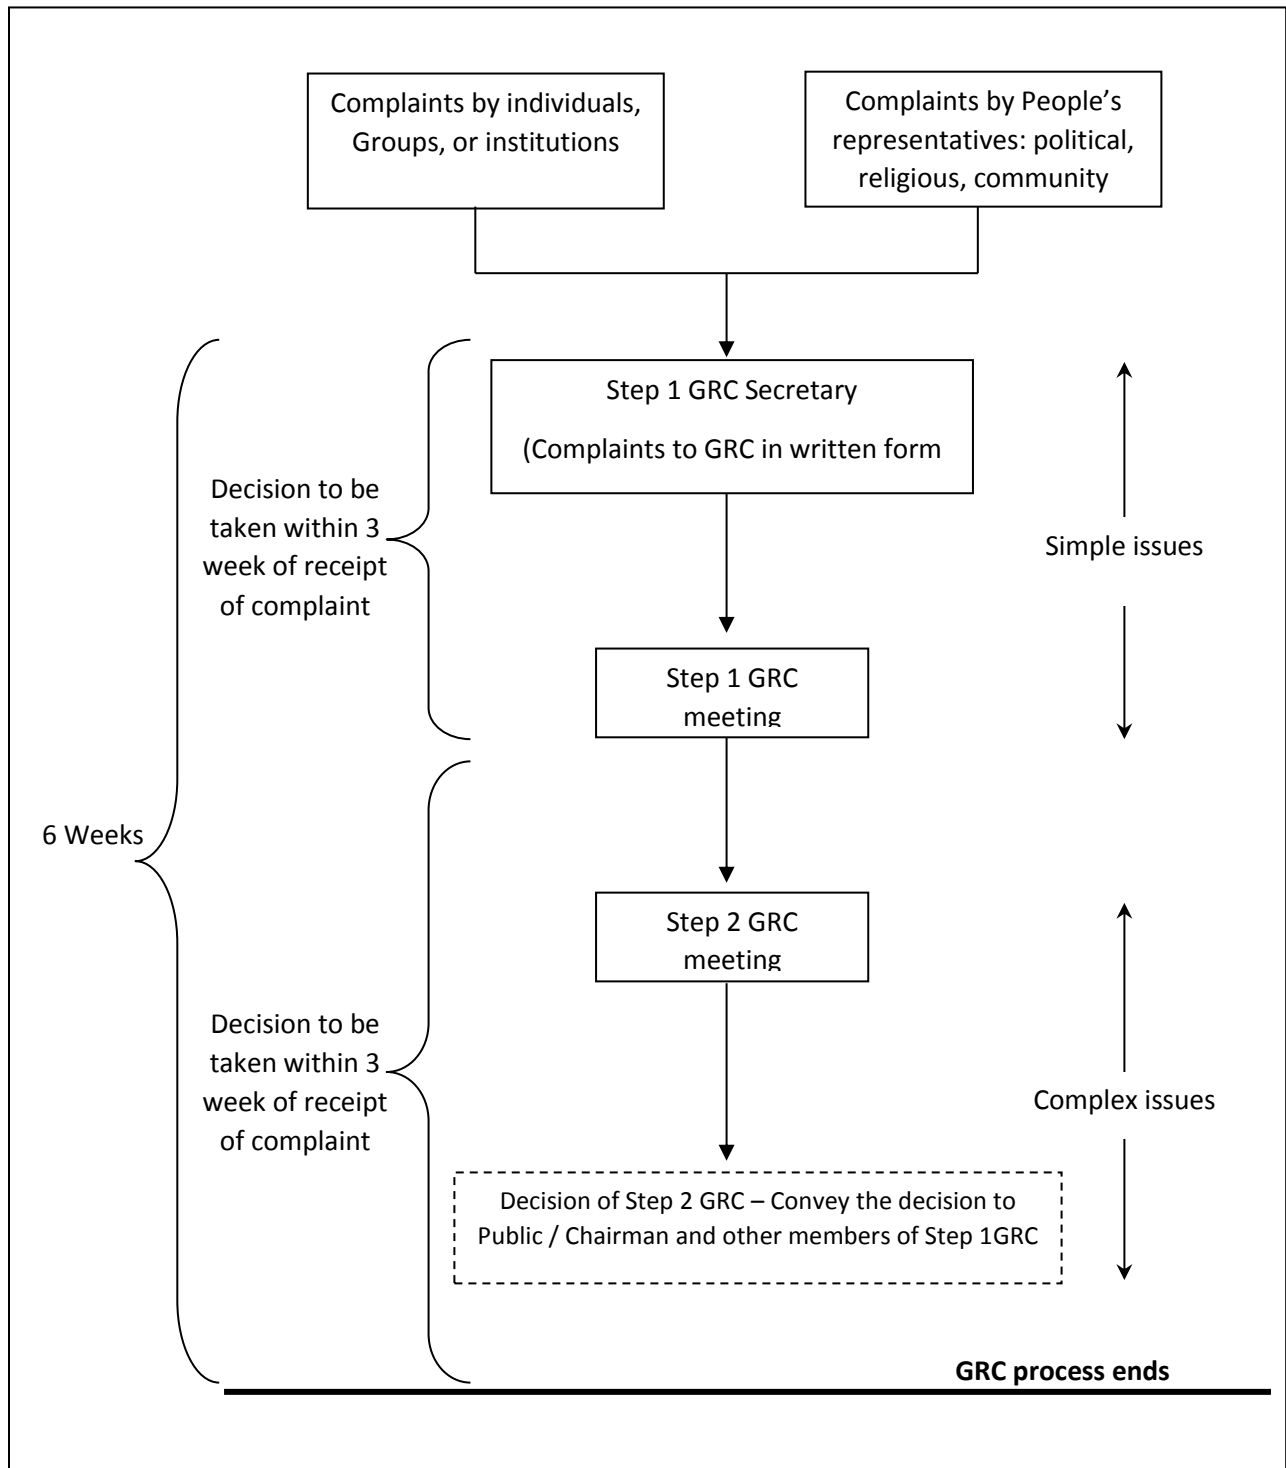 Complaints by individuals,
Groups, or institutions
Complaints by People’s
representatives: political,
religious, community
Step 1 GRC Secretary
(Complaints to GRC in written form
Decision to be
taken within 3
week of receipt
of complaint
Simple issues
Step 1 GRC
meeting
6 Weeks
Step 2 GRC
meeting
Decision to be
taken within 3
week of receipt
of complaint
Complex issues
Decision of Step 2 GRC – Convey the decision to
Public / Chairman and other members of Step 1GRC
GRC process ends